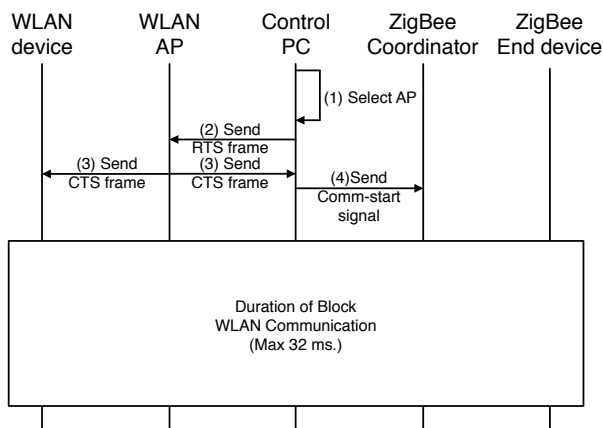 WLAN device
WLAN AP
Control PC
ZigBee Coordinator
ZigBee End device
(1) Select AP
(2) Send
RTS frame
(3) Send
CTS frame
(3) Send
CTS frame
(4)Send
Comm-start
signal
Duration of Block
WLAN Communication
(Max 32 ms.)